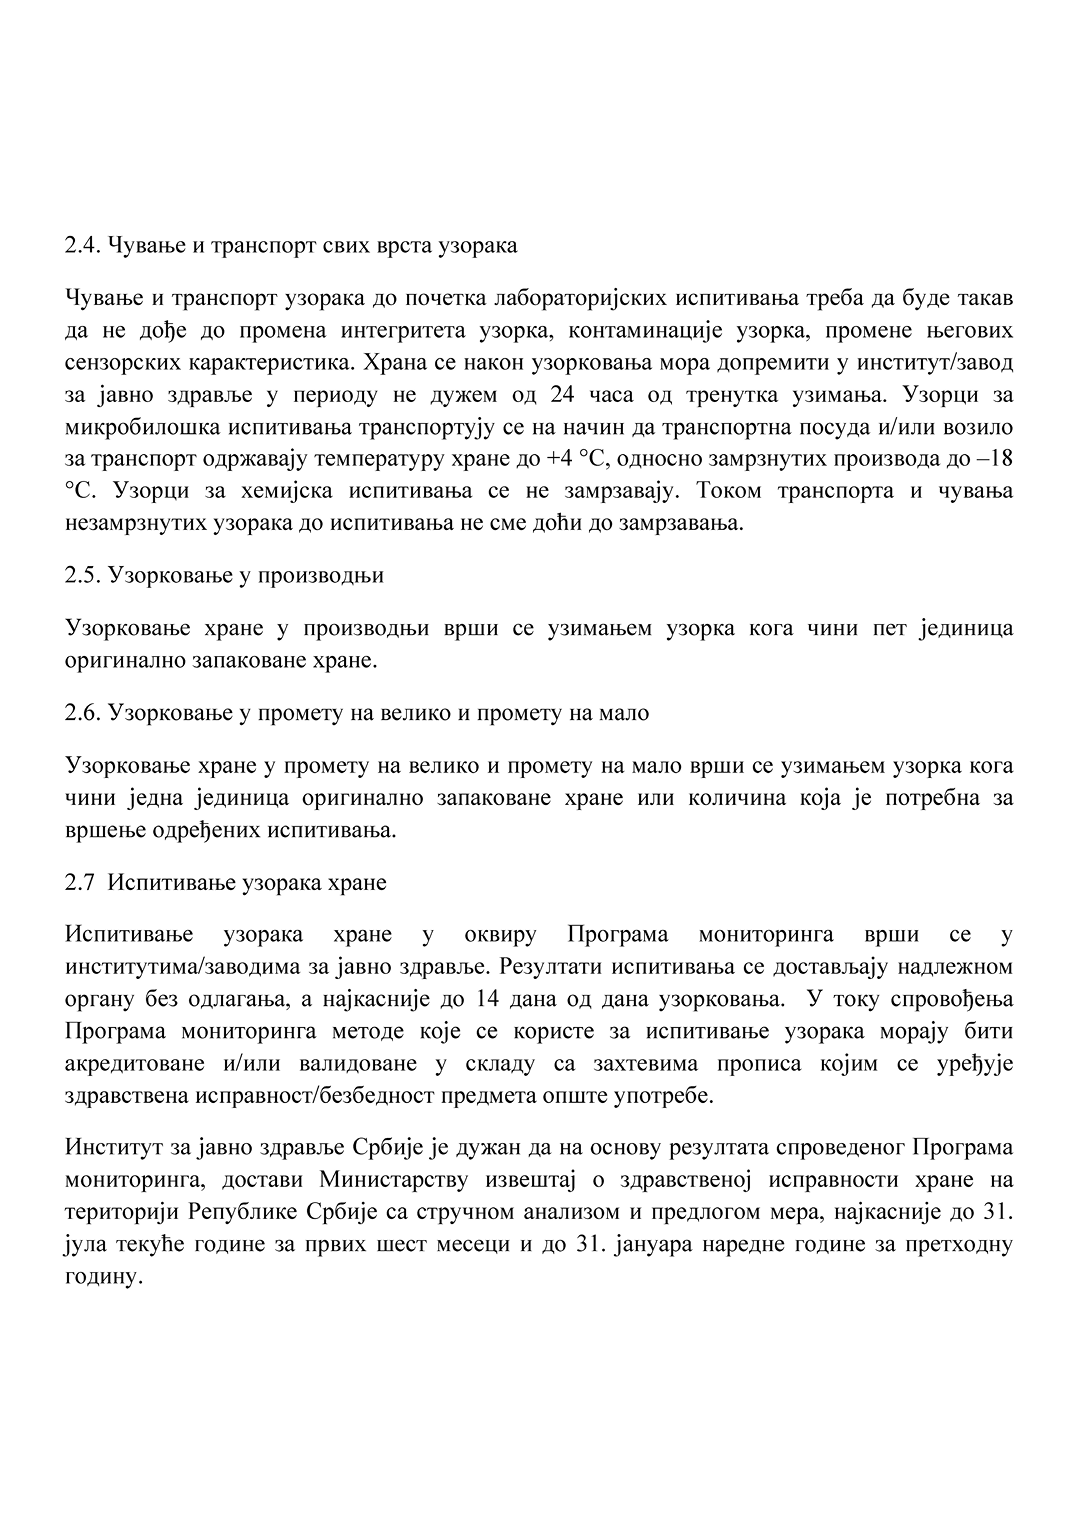 2.4. Чување и транспорт свих врста узорака
Чување и транспорт узорака до почетка лабораторијских испитивања треба да буде такав
да не дође до промена интегритета узорка, контаминације узорка, промене његових
сензорских карактеристика. Храна се након узорковања мора допремити у институт/завод
за јавно здравље у периоду не дужем од 24 часа од тренутка узимања. Узорци за
микробилошка испитивања транспортују се на начин да транспортна посуда и/или возило
за транспорт одржавају температуру хране до +4 °C, односно замрзнутих производа до –18
°C. Узорци за хемијска испитивања се не замрзавају. Током транспорта и чувања
незамрзнутих узорака до испитивања не сме доћи до замрзавања.
2.5. Узорковање у производњи
Узорковање хране у производњи врши се узимањем узорка кога чини пет јединица
оригинално запаковане хране.
2.6. Узорковање у промету на велико и промету на мало
Узорковање хране у промету на велико и промету на мало врши се узимањем узорка кога
чини једна јединица оригинално запаковане хране или количина која је потребна за
вршење одређених испитивања.
2.7  Испитивање узорака хране
Испитивање узорака хране у оквиру Програма мониторинга врши се у
институтима/заводима за јавно здравље. Резултати испитивања се достављају надлежном
органу без одлагања, а најкасније до 14 дана од дана узорковања.  У току спровођења
Програма мониторинга методе које се користе за испитивање узорака морају бити
акредитоване и/или валидоване у складу са захтевима прописа којим се уређује
здравствена исправност/безбедност предмета опште употребе.
Институт за јавно здравље Србије је дужан да на основу резултата спроведеног Програма
мониторинга, достави Министарству извештај о здравственој исправности хране на
територији Републике Србије са стручном анализом и предлогом мера, најкасније до 31.
јула текуће године за првих шест месеци и до 31. јануара наредне године за претходну
годину.